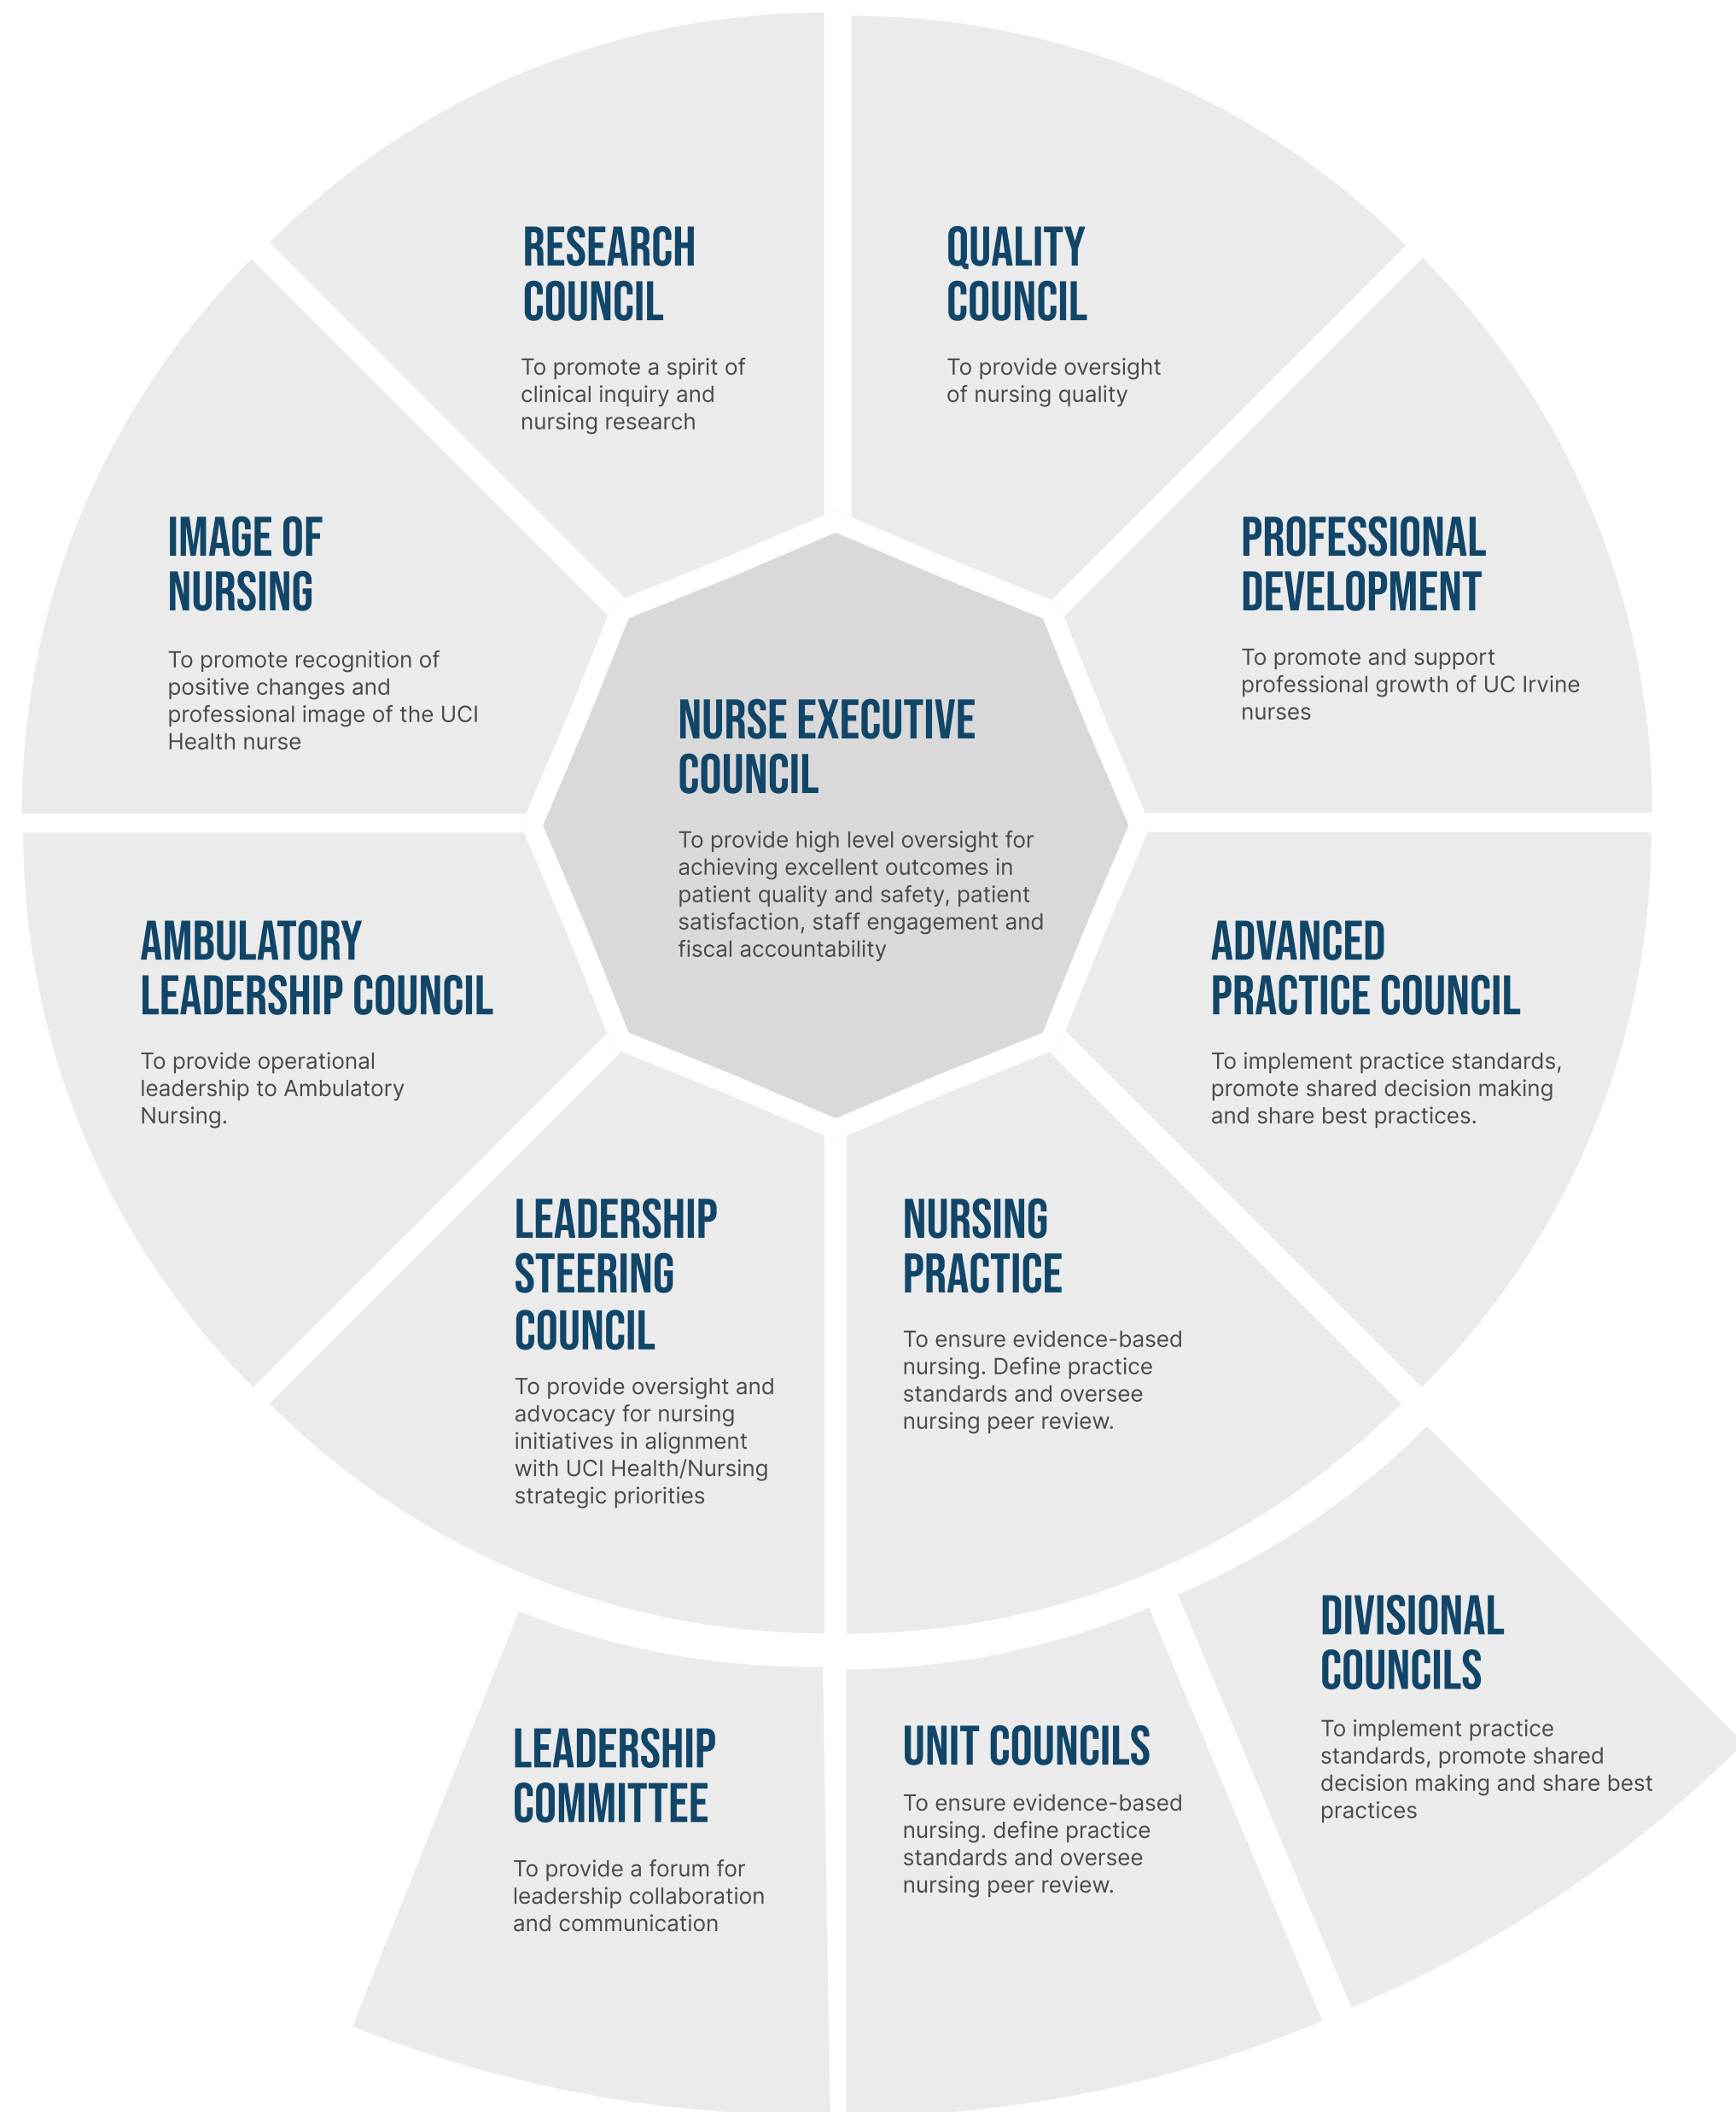 RESEARCH
COUNCIL
To promote a spirit of
clinical inquiry and
nursing research
QUALITY
COUNCIL
To provide oversight
of nursing quality
IMAGE OF
NURSING
To promote recognition of
positive changes and
professional image of the UCI
Health nurse
PROFESSIONAL
DEVELOPMENT
To promote and support
professional growth of UC Irvine
nurses
NURSE EXECUTIVE
COUNCIL
To provide high level oversight for
achieving excellent outcomes in
patient quality and safety, patient
satisfaction, staff engagement and
fiscal accountability
AMBULATORY
LEADERSHIP COUNCIL
To provide operational
leadership to Ambulatory
Nursing.
ADVANCED
PRACTICE COUNCIL
To implement practice standards,
promote shared decision making
and share best practices.
LEADERSHIP
STEERING
COUNCIL
To provide oversight and
advocacy for nursing
initiatives in alignment
with UCI Health/Nursing
strategic priorities
NURSING
PRACTICE
To ensure evidence-based
nursing. Define practice
standards and oversee
nursing peer review.
LEADERSHIP
COMMITTEE
To provide a forum for
leadership collaboration
and communication
UNIT COUNCILS
To ensure evidence-based
nursing. define practice
standards and oversee
nursing peer review.
DIVISIONAL
COUNCILS
To implement practice
standards, promote shared
decision making and share best
practices